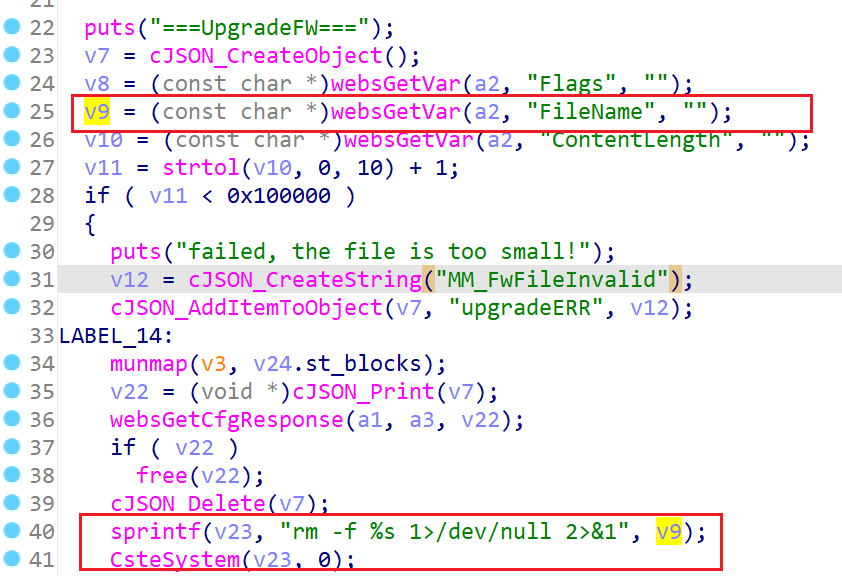 21
22 puts("===UpgradeFW===");
23 v7 = cJSON_CreateObject();
24 v8 = (const char *)websGetVar(a2, "Flags", "");
25 v9 = (const char *)websGetVar(a2, "FileName", "");
26 v10 = (const char *)websGetVar(a2, "ContentLength", "");
27 v11 = strtol(v10, 0, 10) + 1;
28 if ( v11 < 0x100000 )
29 {
30 puts("failed, the file is too small!");
31 v12 = cJSON_CreateString("MM_FwFileInvalid");
32 cJSON_AddItemToObject(v7, "upgradeERR", v12);
33 LABEL_14:
34 munmap(v3, v24.st_blocks);
35 v22 = (void *)cJSON_Print(v7);
36 websGetCfgResponse(a1, a3, v22);
37 if ( v22 )
38 free(v22);
39 cJSON_Delete(v7);
40 sprintf(v23, "rm -f %s 1>/dev/null 2>&1", v9);
41 CsteSystem(v23, 0);